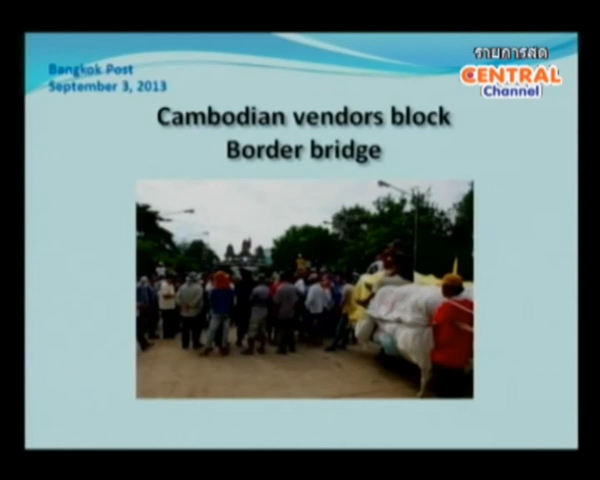 รายการสด
CENTRAL
Channel
Bangkok Post
September 3, 2013
Cambodian vendors block
Border bridge